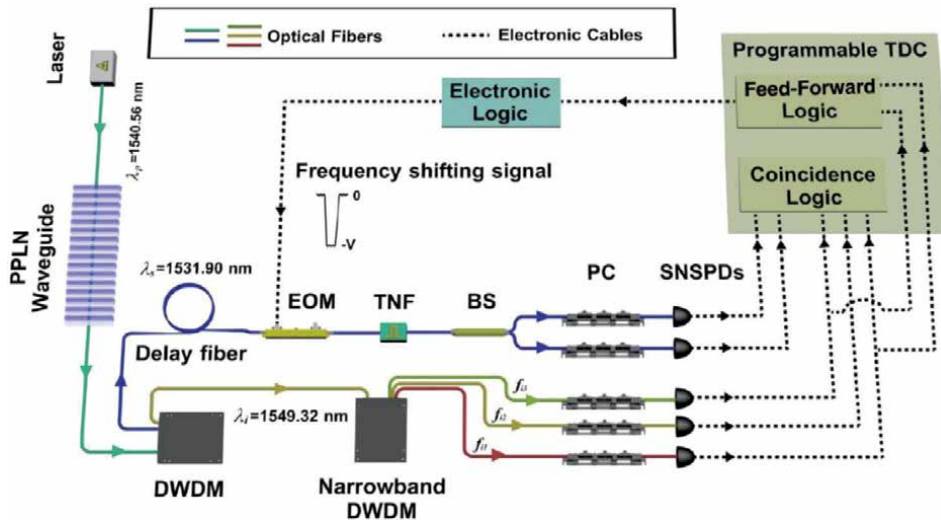 Optical Fibers
Electronic Cables
Laser
λp=1540.56 nm
PPLN
Waveguide
Programmable TDC
Feed-Forward
Logic
Electronic
Logic
Coincidence
Logic
Frequency shifting signal
0
-V
λs=1531.90 nm
Delay fiber
EOM
TNF
BS
PC
SNSPDs
λi=1549.32 nm
fi1
fi2
fi3
DWDM
Narrowband
DWDM